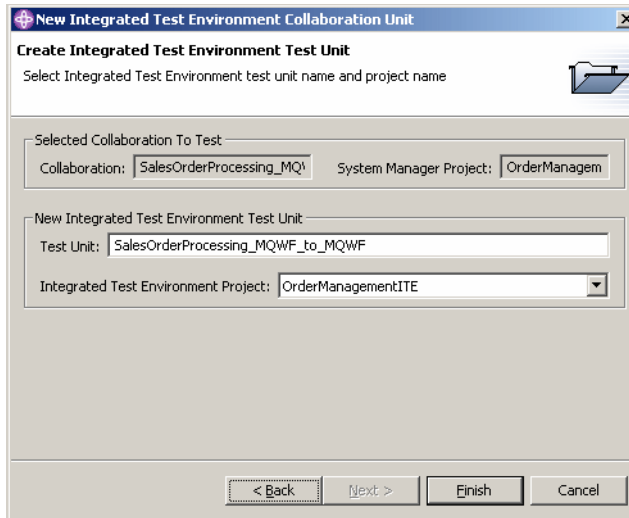 New Integrated Test Environment Collaboration Unit
Create Integrated Test Environment Test Unit
Select Integrated Test Environment test unit name and project name
Selected Collaboration To Test
Collaboration: SalesOrderProcessing_MQ System Manager Project: OrderManagem
New Integrated Test Environment Test Unit
Test Unit: SalesOrderProcessing_MQWF_to_MQWF
Integrated Test Environment Project: OrderManagementITE
< Back Next > Finish Cancel